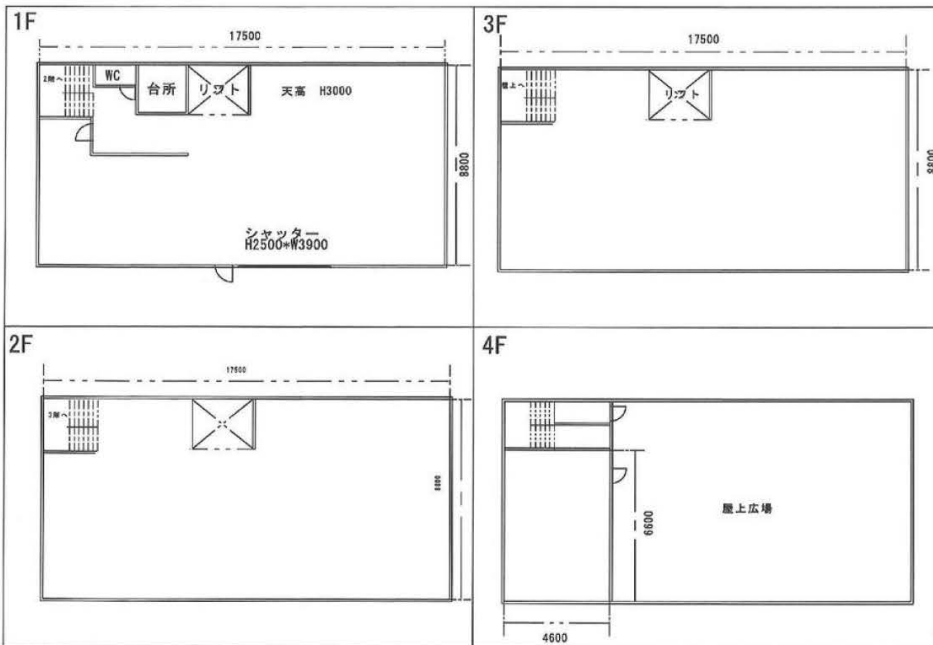 1F
17500
2階へ
WC
台所
リフト
天高 H3000
8800
シャッター
H2500*W3900
3F
17500
屋上へ
リフト
8800
2F
17500
3階へ
8800
4F
屋上広場
6600
4600